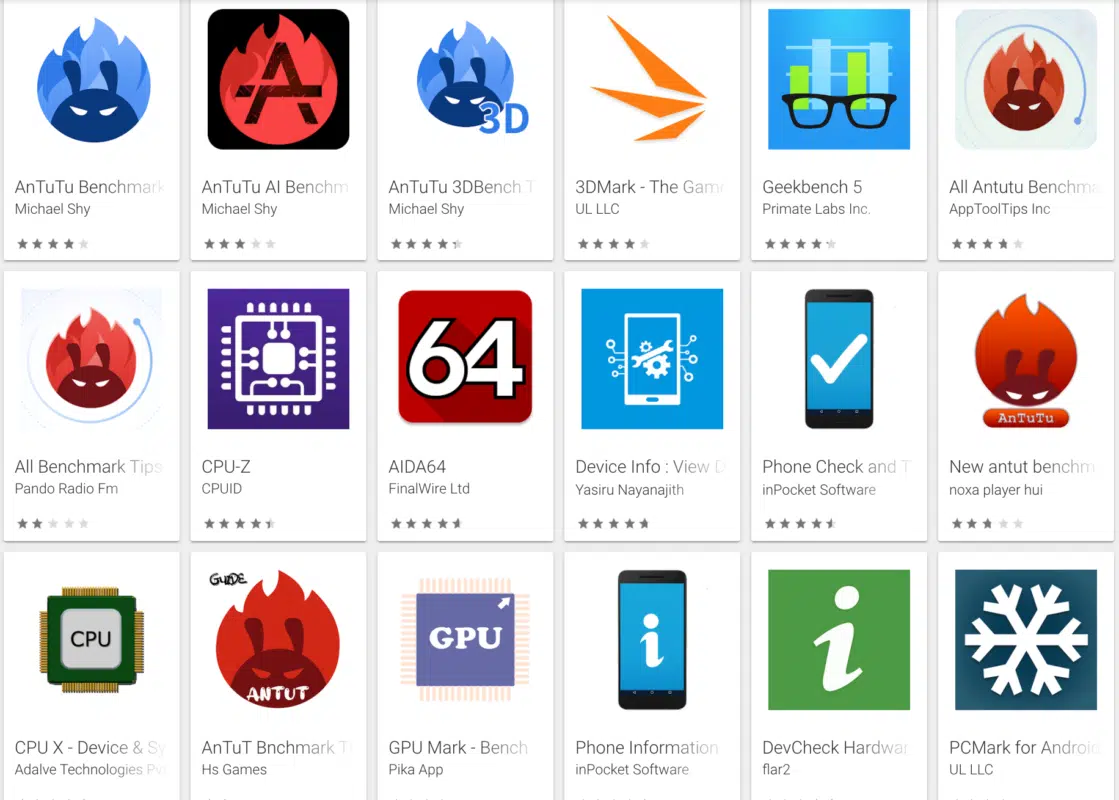 3D
AnTuTu Benchmark
Michael Shy
AnTuTu AI Benchm
Michael Shy
AnTuTu 3DBench T
Michael Shy
3DMark - The Game
UL LLC
Geekbench 5
Primate Labs Inc.
All Antutu Benchma
AppToolTips Inc
64
AnTuTu
All Benchmark Tips
Pando Radio Fm
CPU-Z
CPUID
AIDA64
FinalWire Ltd
Device Info : View D
Yasiru Nayanajith
Phone Check and T
inPocket Software
New antut benchm
noxa player hui
CPU
GUIDE
ANTUT
GPU
i
i
CPU X - Device & Sy
Adalve Technologies Pv
AnTuT Bnchmark T
Hs Games
GPU Mark - Bench
Pika App
Phone Information
inPocket Software
DevCheck Hardwar
flar2
PCMark for Android
UL LLC